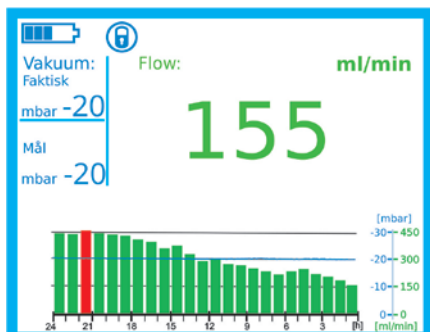 Vakuum:
Faktisk
mbar -20
Mål
mbar -20
Flow:
ml/min
155
[mbar]
-30 450
-20 300
-10 150
0 0
24 21 18 15 12 9 6 3 [h] [ml/min]